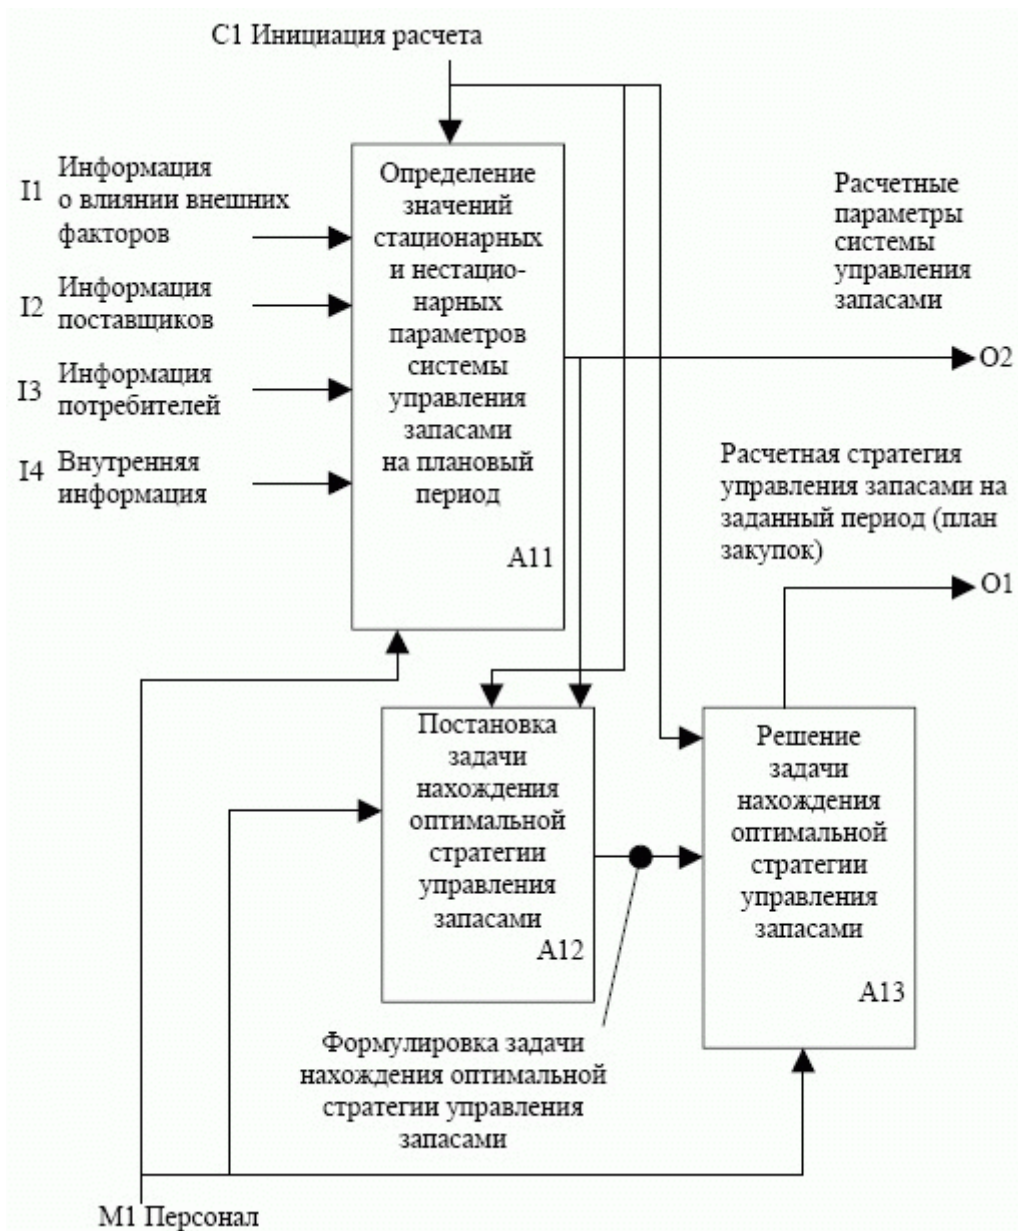 C1 Инициация расчета
I1
Информация
о влиянии внешних
факторов
I2
Информация
поставщиков
I3
Информация
потребителей
I4
Внутренняя
информация
Определение
значений
стационарных
и нестацио-
нарных
параметров
системы
управления
запасами
на плановый
период
A11
Расчетные
параметры
системы
управления
запасами
O2
Расчетная стратегия
управления запасами на
заданный период (план
закупок)
O1
Постановка
задачи
нахождения
оптимальной
стратегии
управления
запасами
A12
Решение
задачи
нахождения
оптимальной
стратегии
управления
запасами
A13
Формулировка задачи
нахождения оптимальной
стратегии управления
запасами
M1 Персонал